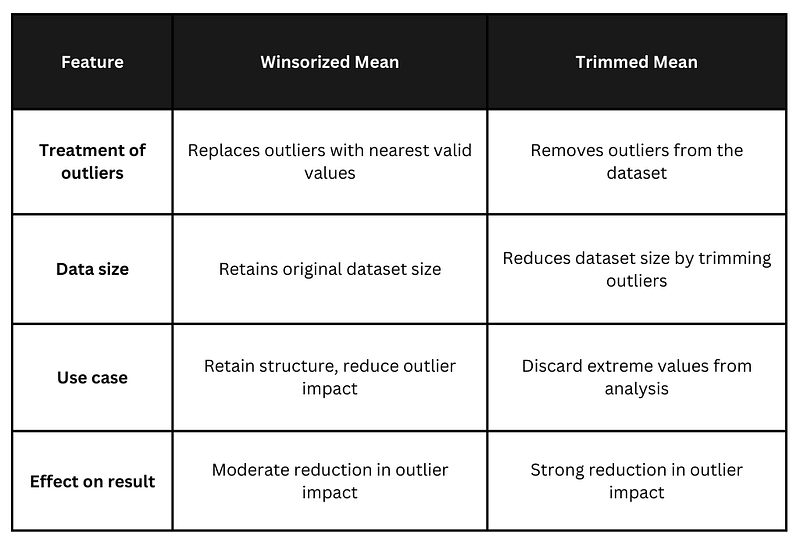 Feature
Winsorized Mean
Trimmed Mean
Treatment of
outliers
Replaces outliers with nearest valid
values
Removes outliers from the
dataset
Data size
Retains original dataset size
Reduces dataset size by trimming
outliers
Use case
Retain structure, reduce outlier
impact
Discard extreme values from
analysis
Effect on result
Moderate reduction in outlier
impact
Strong reduction in outlier
impact